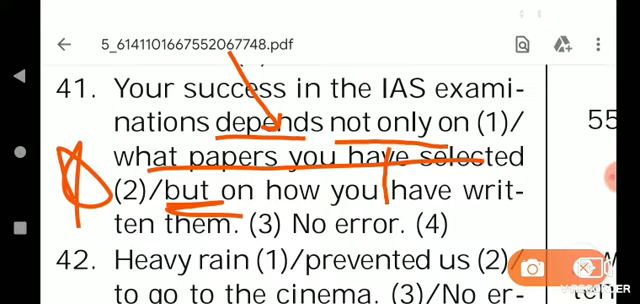 5_6141101667552067748.pdf
41. Your success in the IAS exami-
nations depends not only on (1)/
what papers you have selected
(2)/but on how you have writ-
ten them. (3) No error. (4)
55
42. Heavy rain (1)/prevented us (2)/
to go to the cinema. (3)/No er-